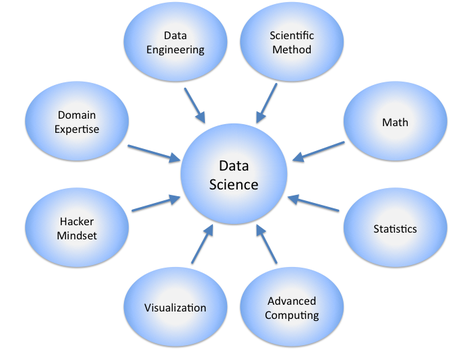 Data
Engineering
Scientific
Method
Domain
Expertise
Math
Data
Science
Hacker
Mindset
Statistics
Visualization
Advanced
Computing